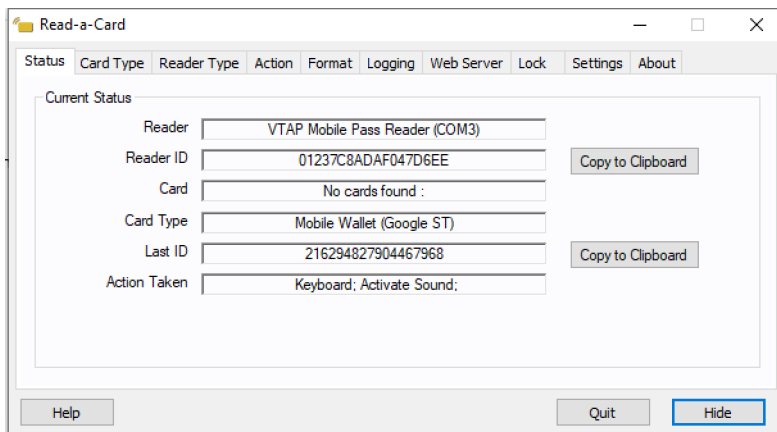 Read-a-Card
Status Card Type Reader Type Action Format Logging Web Server Lock Settings About
Current Status
Reader VTAP Mobile Pass Reader (COM3)
Reader ID 01237C8ADAF047D6EE Copy to Clipboard
Card No cards found :
Card Type Mobile Wallet (Google ST)
Last ID 216294827904467968 Copy to Clipboard
Action Taken Keyboard; Activate Sound;
Help Quit Hide